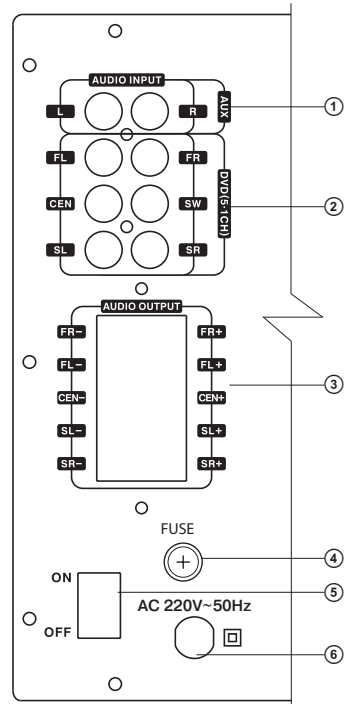 AUDIO INPUT
L R AUX
①
FL FR
CEN SW DVD(5·1CH)
②
SL SR
AUDIO OUTPUT
FR− FR+
FL− FL+
③
CEN− CEN+
SL− SL+
SR− SR+
FUSE
④
ON
⑤
AC 220V~50Hz
OFF
⑥